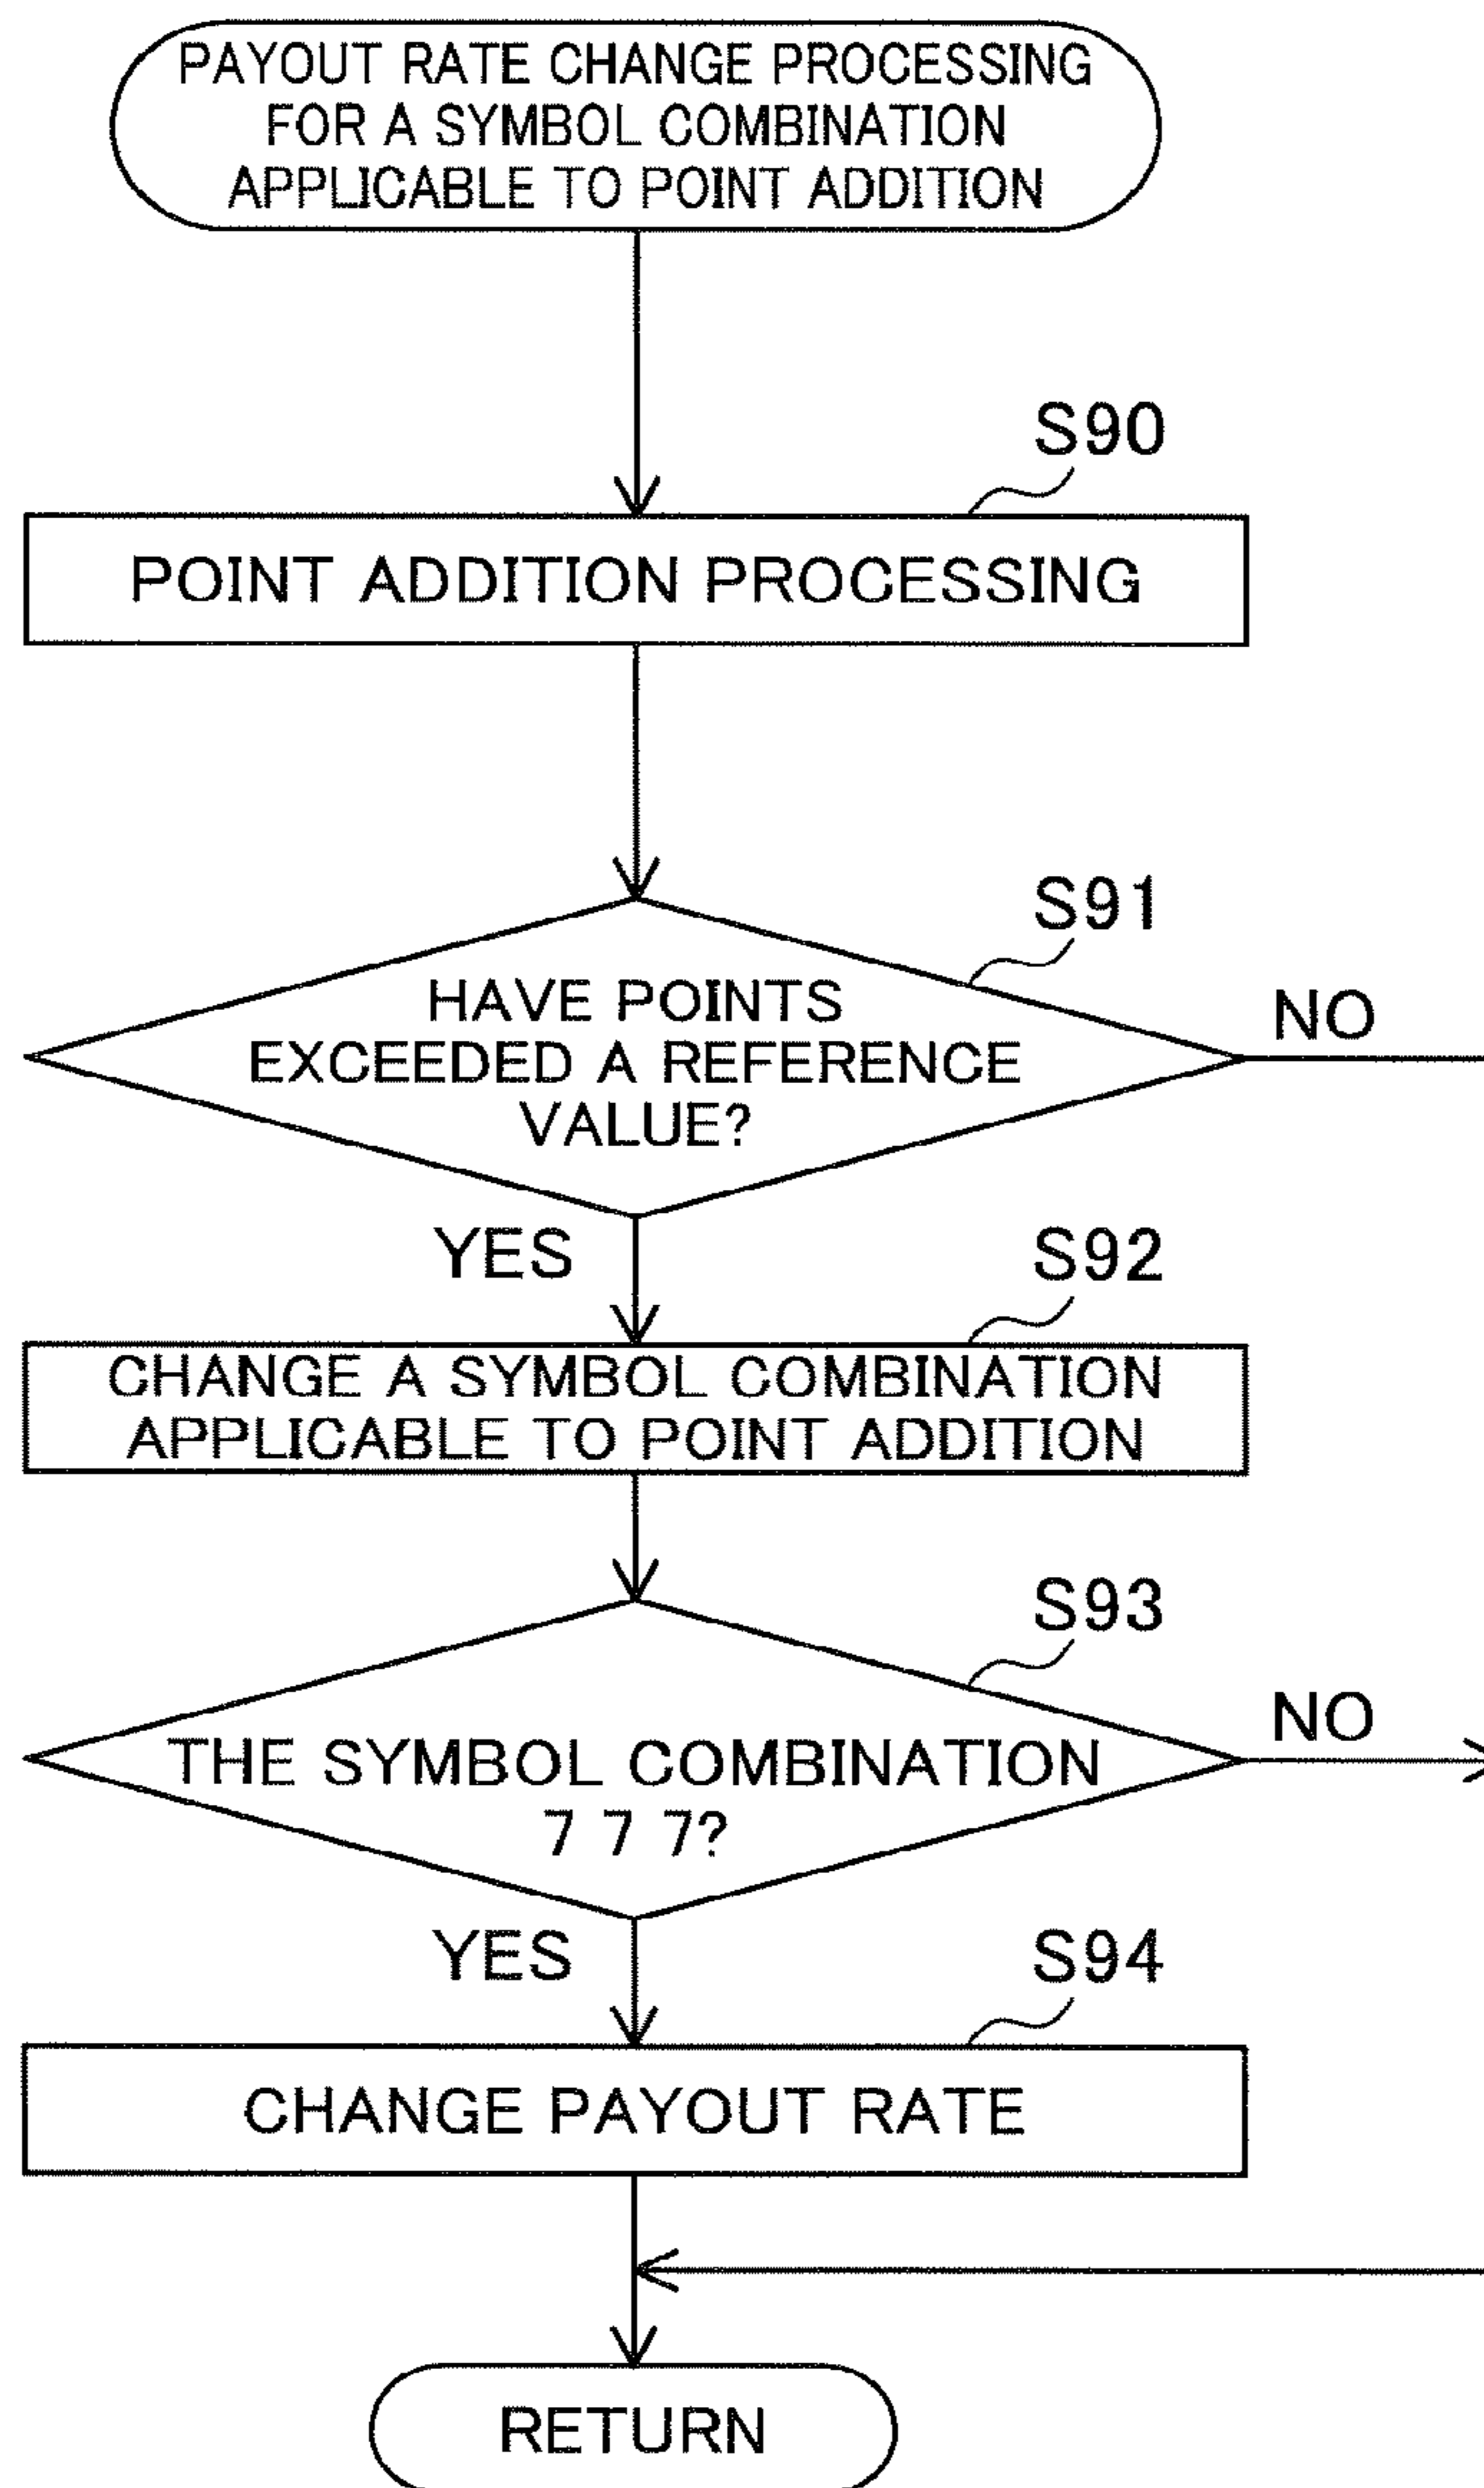 PAYOUT RATE CHANGE PROCESSING
FOR A SYMBOL COMBINATION
APPLICABLE TO POINT ADDITION
S90
POINT ADDITION PROCESSING
S91
HAVE POINTS
EXCEEDED A REFERENCE
VALUE?
NO
YES
S92
CHANGE A SYMBOL COMBINATION
APPLICABLE TO POINT ADDITION
S93
THE SYMBOL COMBINATION
7 7 7?
NO
YES
S94
CHANGE PAYOUT RATE
RETURN